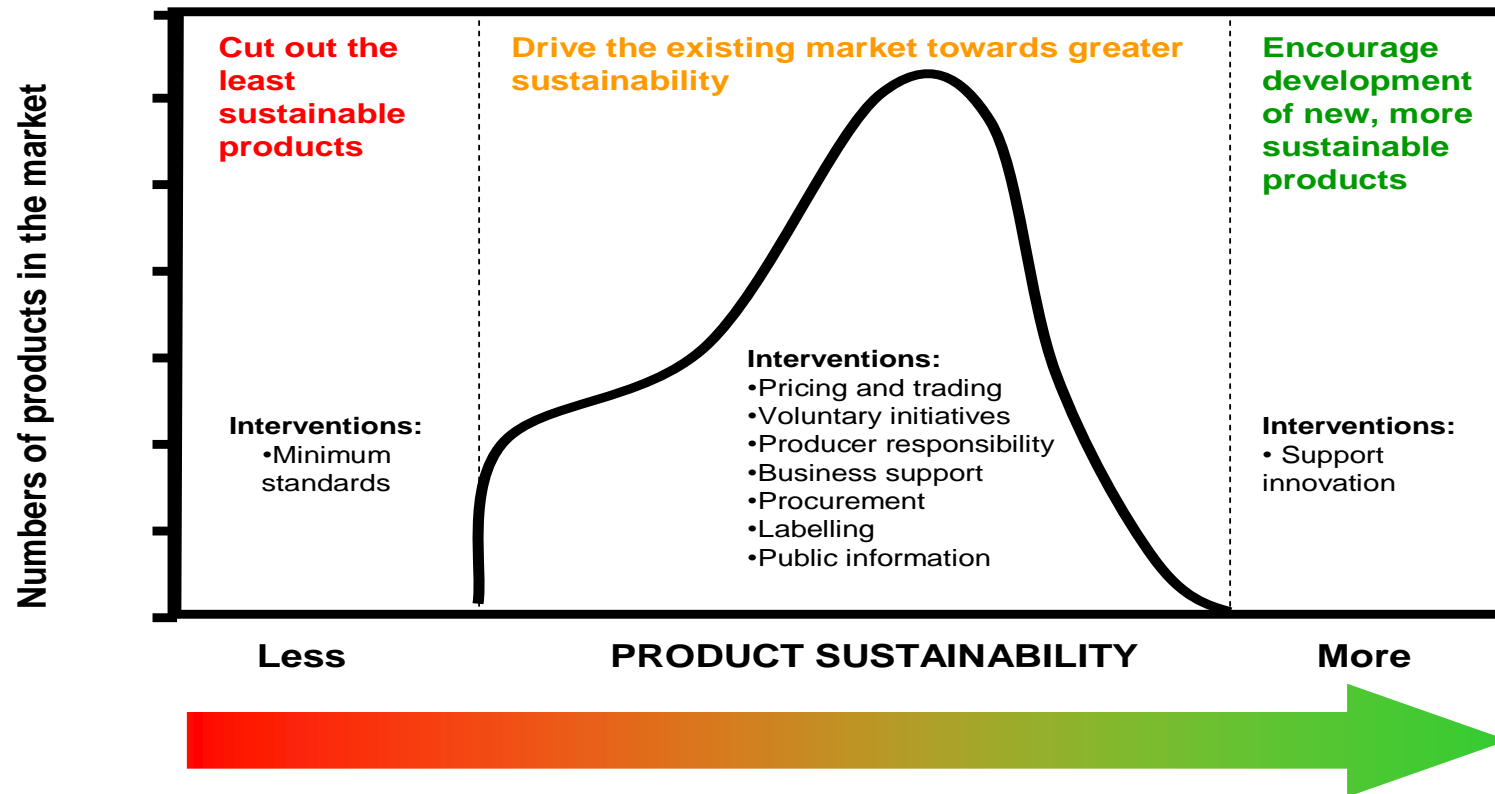 Numbers of products in the market
Cut out the
least
sustainable
products
Drive the existing market towards greater
sustainability
Encourage
development
of new, more
sustainable
products
Interventions:
•Minimum
standards
Interventions:
•Pricing and trading
•Voluntary initiatives
•Producer responsibility
•Business support
•Procurement
•Labelling
•Public information
Interventions:
• Support
innovation
Less
PRODUCT SUSTAINABILITY
More